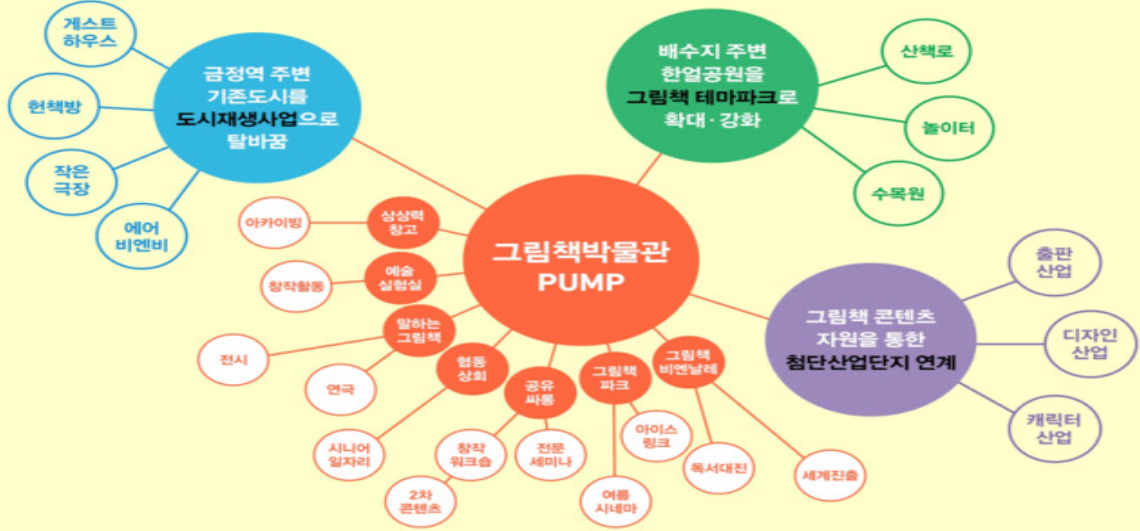 게스트
하우스
헌책방
작은
극장
에어
비엔비
금정역 주변
기존도시를
도시재생사업으로
탈바꿈
배수지 주변
한얼공원을
그림책 테마파크로
확대·강화
산책로
놀이터
수목원
그림책박물관
PUMP
아카이빙
상상력
창고
창작활동
예술
실험실
말하는
그림책
전시
연극
협동
상회
시니어
일자리
공유
싸롱
창작
워크숍
2차
콘텐츠
전문
세미나
그림책
파크
아이스
링크
여름
시네마
그림책
비엔날레
독서대진
세계진출
그림책 콘텐츠
자원을 통한
첨단산업단지 연계
출판
산업
디자인
산업
캐릭터
산업